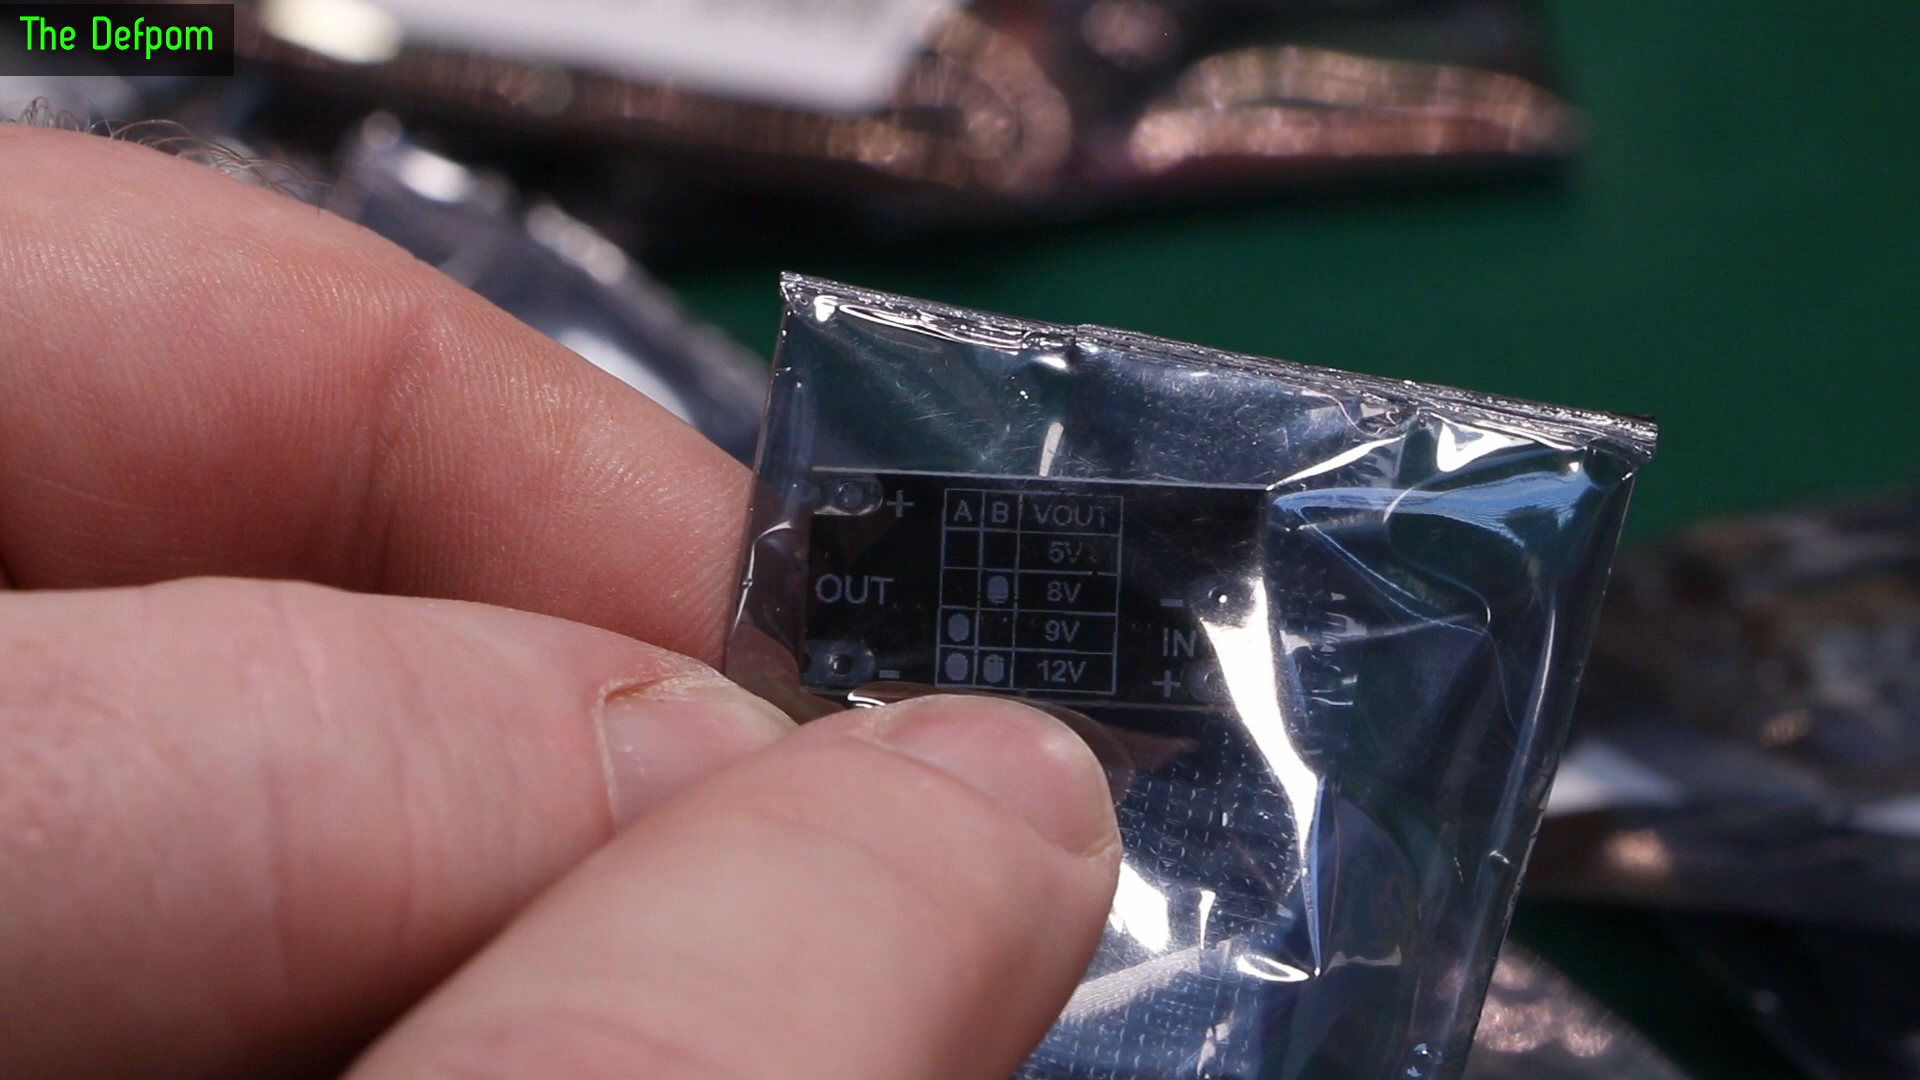 The Defpom
+
A B VOUT
5V
8V
9V
12V
OUT
-
-
IN
+